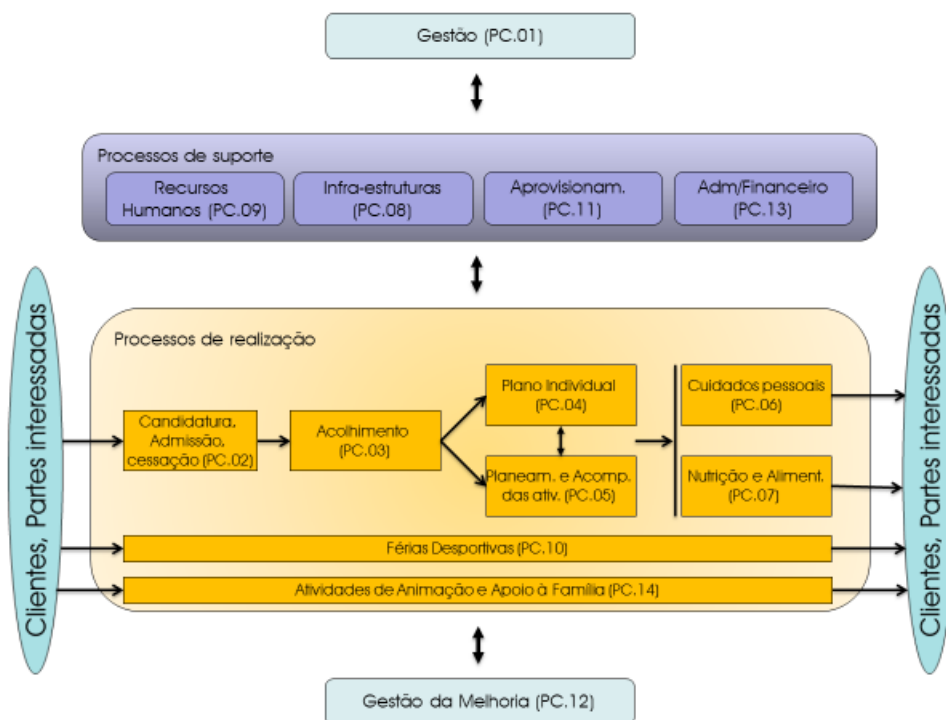 Gestão (PC.01)
Processos de suporte
Recursos
Humanos (PC.09)
Infra-estruturas
(PC.08)
Aprovisionam.
(PC.11)
Adm/Financeiro
(PC.13)
Clientes, Partes interessadas
Processos de realização
Candidatura,
Admissão,
cessação (PC.02)
Acolhimento
(PC.03)
Plano Individual
(PC.04)
Planeam. e Acomp.
das ativ. (PC.05)
Cuidados pessoais
(PC.06)
Nutrição e Aliment.
(PC.07)
Férias Desportivas (PC.10)
Atividades de Animação e Apoio à Família (PC.14)
Clientes, Partes interessadas
Gestão da Melhoria (PC.12)